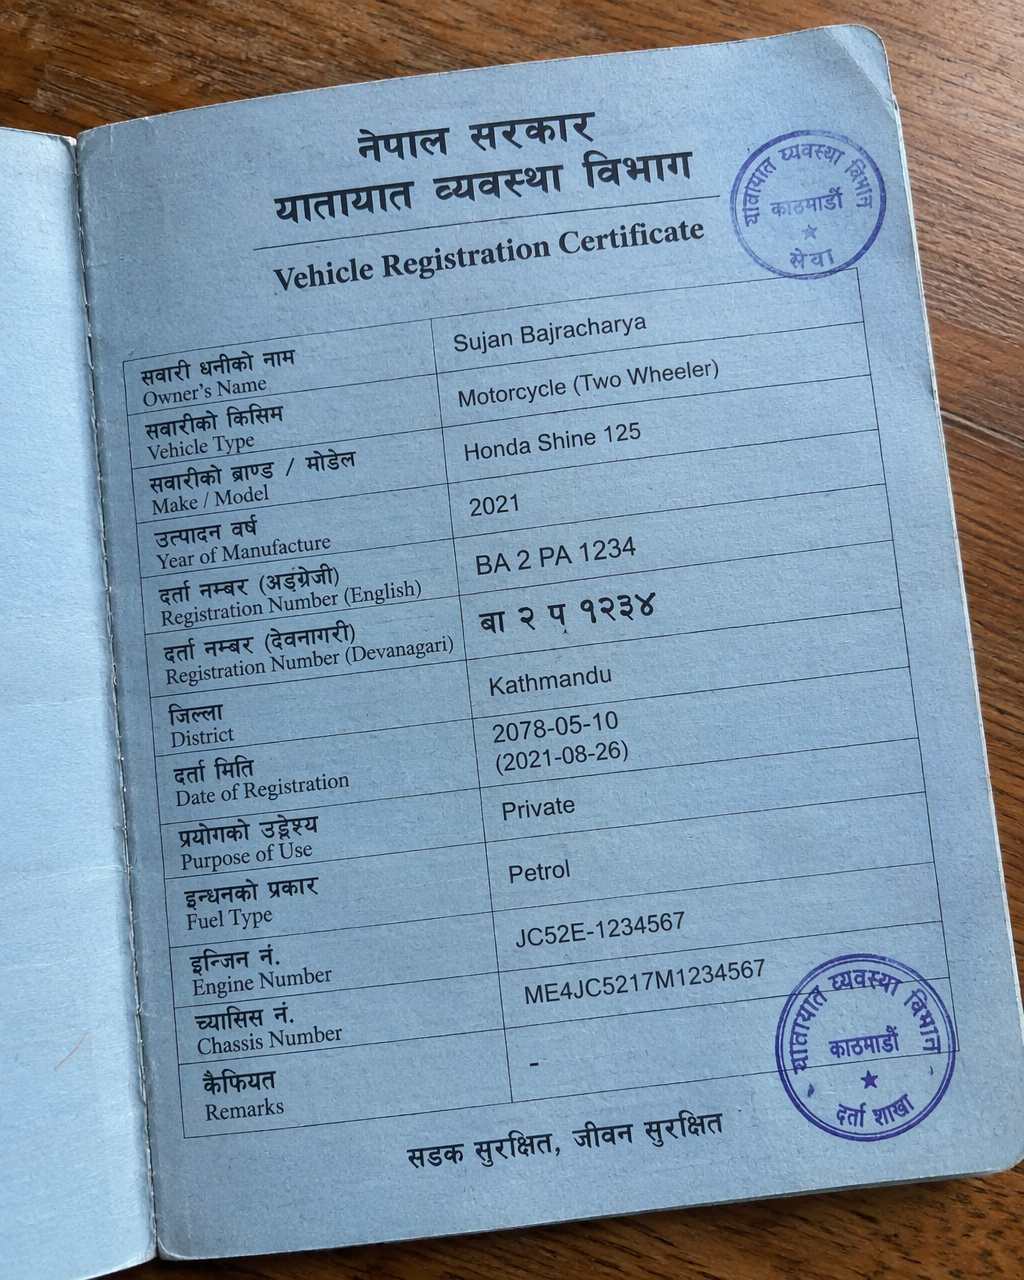 नेपाल सरकार
यातायात व्यवस्था विभाग
Vehicle Registration Certificate
यातायात व्यवस्था विभाग
काठमाडौं
सेवा
सवारी धनीको नाम
Owner's Name
Sujan Bajracharya
सवारीको किसिम
Vehicle Type
Motorcycle (Two Wheeler)
सवारीको ब्राण्ड / मोडेल
Make / Model
Honda Shine 125
उत्पादन वर्ष
Year of Manufacture
2021
दर्ता नम्बर (अङ्ग्रेजी)
Registration Number (English)
BA 2 PA 1234
दर्ता नम्बर (देवनागरी)
Registration Number (Devanagari)
बा २ प १२३४
जिल्ला
District
Kathmandu
दर्ता मिति
Date of Registration
2078-05-10
(2021-08-26)
प्रयोगको उद्देश्य
Purpose of Use
Private
इन्धनको प्रकार
Fuel Type
Petrol
इन्जिन नं.
Engine Number
JC52E-1234567
च्यासिस नं.
Chassis Number
ME4JC5217M1234567
कैफियत
Remarks
-
यातायात व्यवस्था विभाग
काठमाडौं
दर्ता शाखा
सडक सुरक्षित, जीवन सुरक्षित